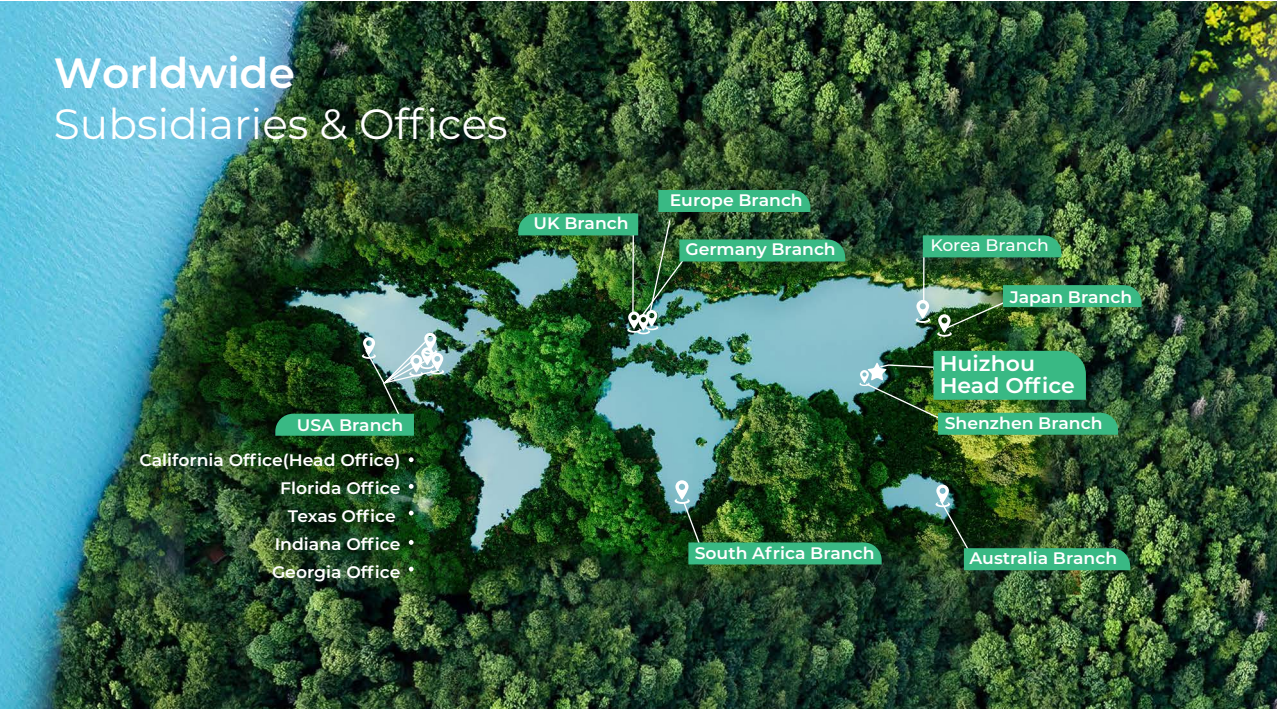 Worldwide
Subsidiaries & Offices
Europe Branch
UK Branch
Germany Branch
Korea Branch
Japan Branch
Huizhou
Head Office
Shenzhen Branch
USA Branch
California Office(Head Office) •
Florida Office •
Texas Office •
Indiana Office •
Georgia Office •
South Africa Branch
Australia Branch